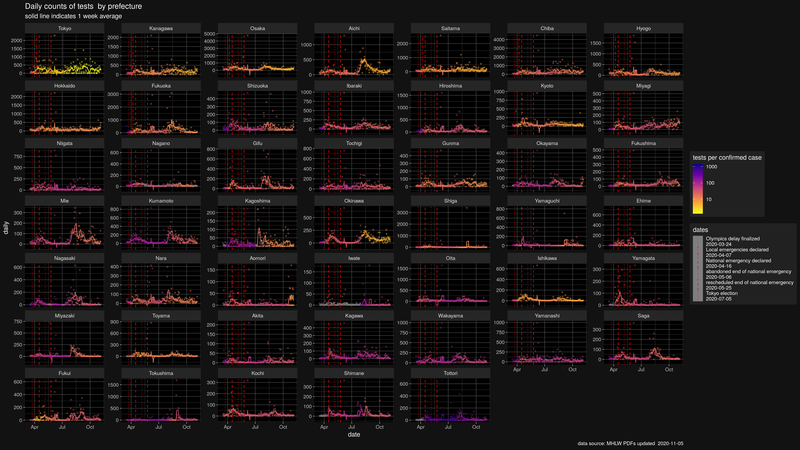 Daily counts of tests  by prefecture
solid line indicates 1 week average
Tokyo Kanagawa Osaka Aichi Saitama Chiba Hyogo
Hokkaido Fukuoka Shizuoka Ibaraki Hiroshima Kyoto Miyagi
Niigata Nagano Gifu Tochigi Gunma Okayama Fukushima
Mie Kumamoto Kagoshima Okinawa Shiga Yamaguchi Ehime
Nagasaki Nara Aomori Iwate Oita Ishikawa Yamagata
Miyazaki Toyama Akita Kagawa Wakayama Yamanashi Saga
Fukui Tokushima Kochi Shimane Tottori
Apr Jul Oct
daily
date
tests per confirmed case
1000
100
10
dates
Olympics delay finalized
2020-03-24
Local emergencies declared
2020-04-07
National emergency declared
2020-04-16
abandoned end of national emergency
2020-05-06
rescheduled end of national emergency
2020-05-25
Tokyo election
2020-07-05
data source: MHLW PDFs updated  2020-11-05